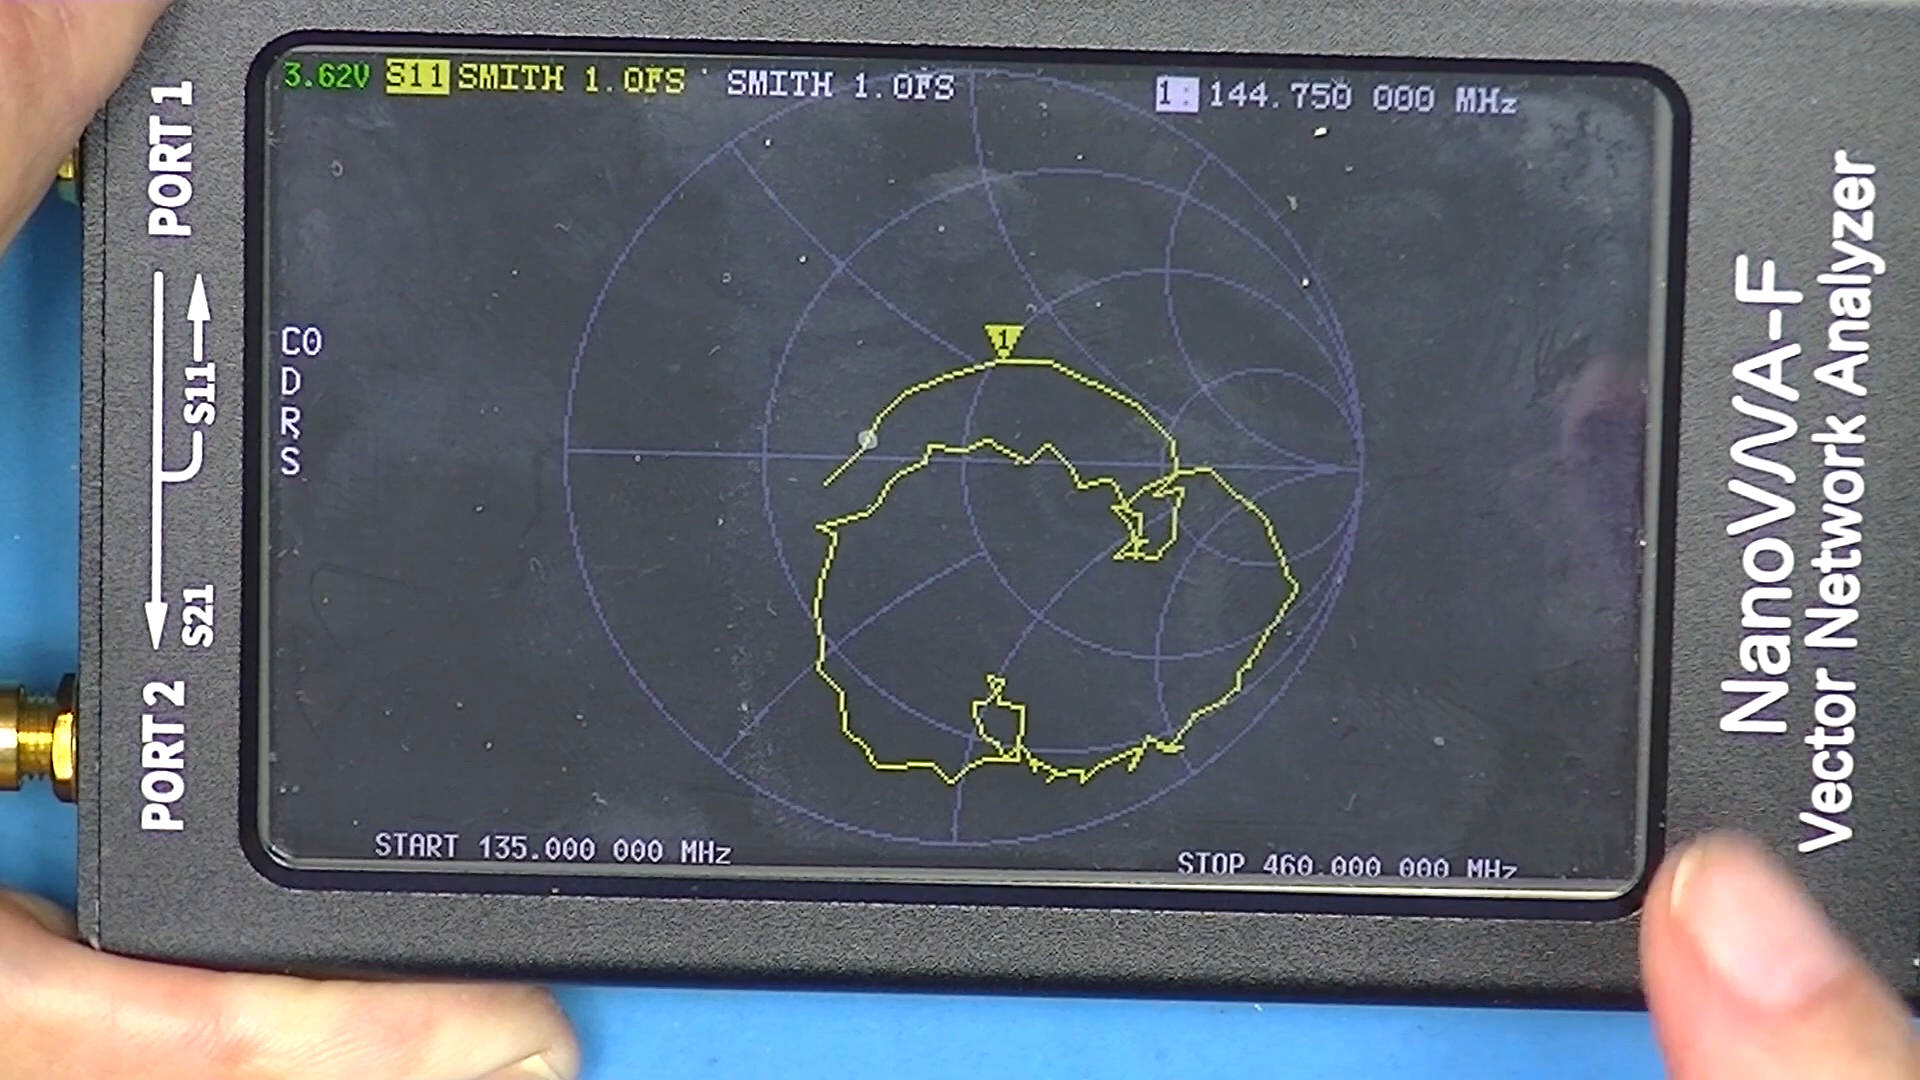 3.62V S11 SMITH 1.0FS SMITH 1.0FS 1: 144.750 000 MHz
1
C0
D
R
S
START 135.000 000 MHz STOP 460.000 000 MHz
PORT 1
S11
S21
PORT 2
NanoVNA-F
Vector Network Analyzer